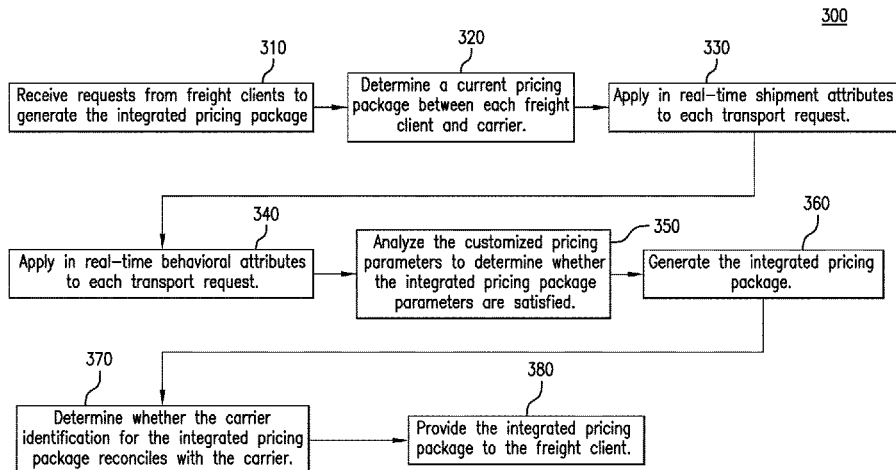 300
310
Receive requests from freight clients to
generate the integrated pricing package
320
Determine a current pricing
package between each freight
client and carrier.
330
Apply in real-time shipment attributes
to each transport request.
340
Apply in real-time behavioral attributes
to each transport request.
350
Analyze the customized pricing
parameters to determine whether
the integrated pricing package
parameters are satisfied.
360
Generate the integrated pricing
package.
370
Determine whether the carrier
identification for the integrated pricing
package reconciles with the carrier.
380
Provide the integrated pricing
package to the freight client.